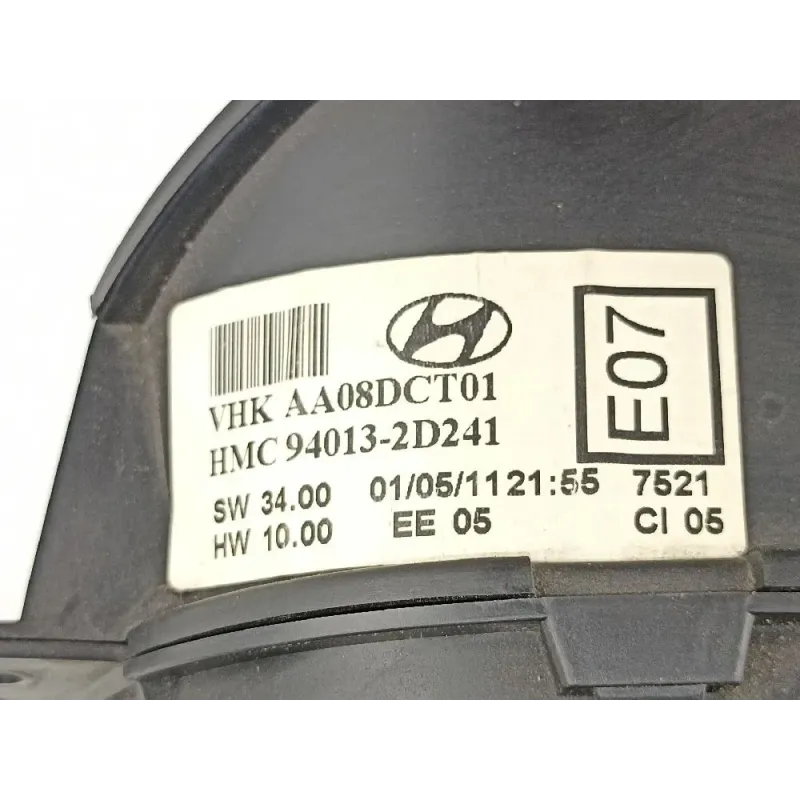 VHK AA08DCT01
HMC 94013-2D241
E07
SW 34.00 01/05/11 21:55 7521
HW 10.00 EE 05 CI 05